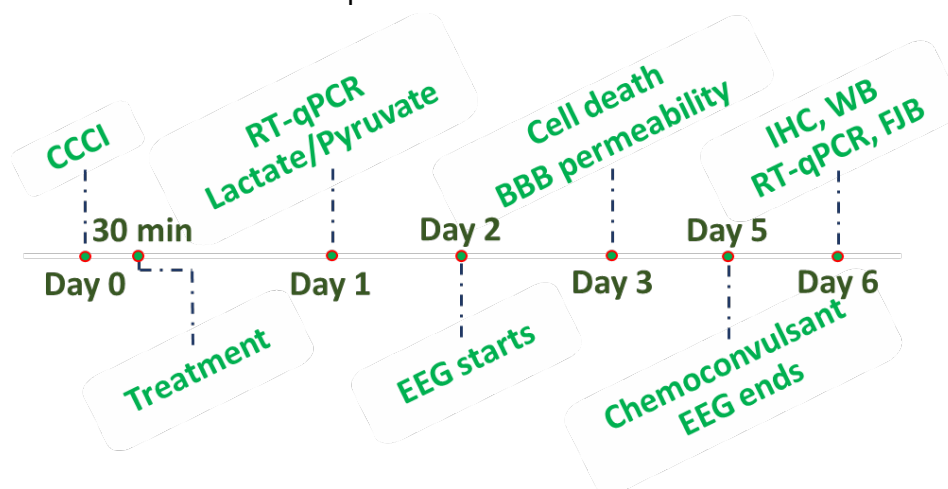 CCCI
RT-qPCR
Lactate/Pyruvate
Cell death
BBB permeability
IHC, WB
RT-qPCR, FJB
30 min
Day 2
Day 5
Day 0
Day 1
Day 3
Day 6
Treatment
EEG starts
Chemoconvulsant
EEG ends